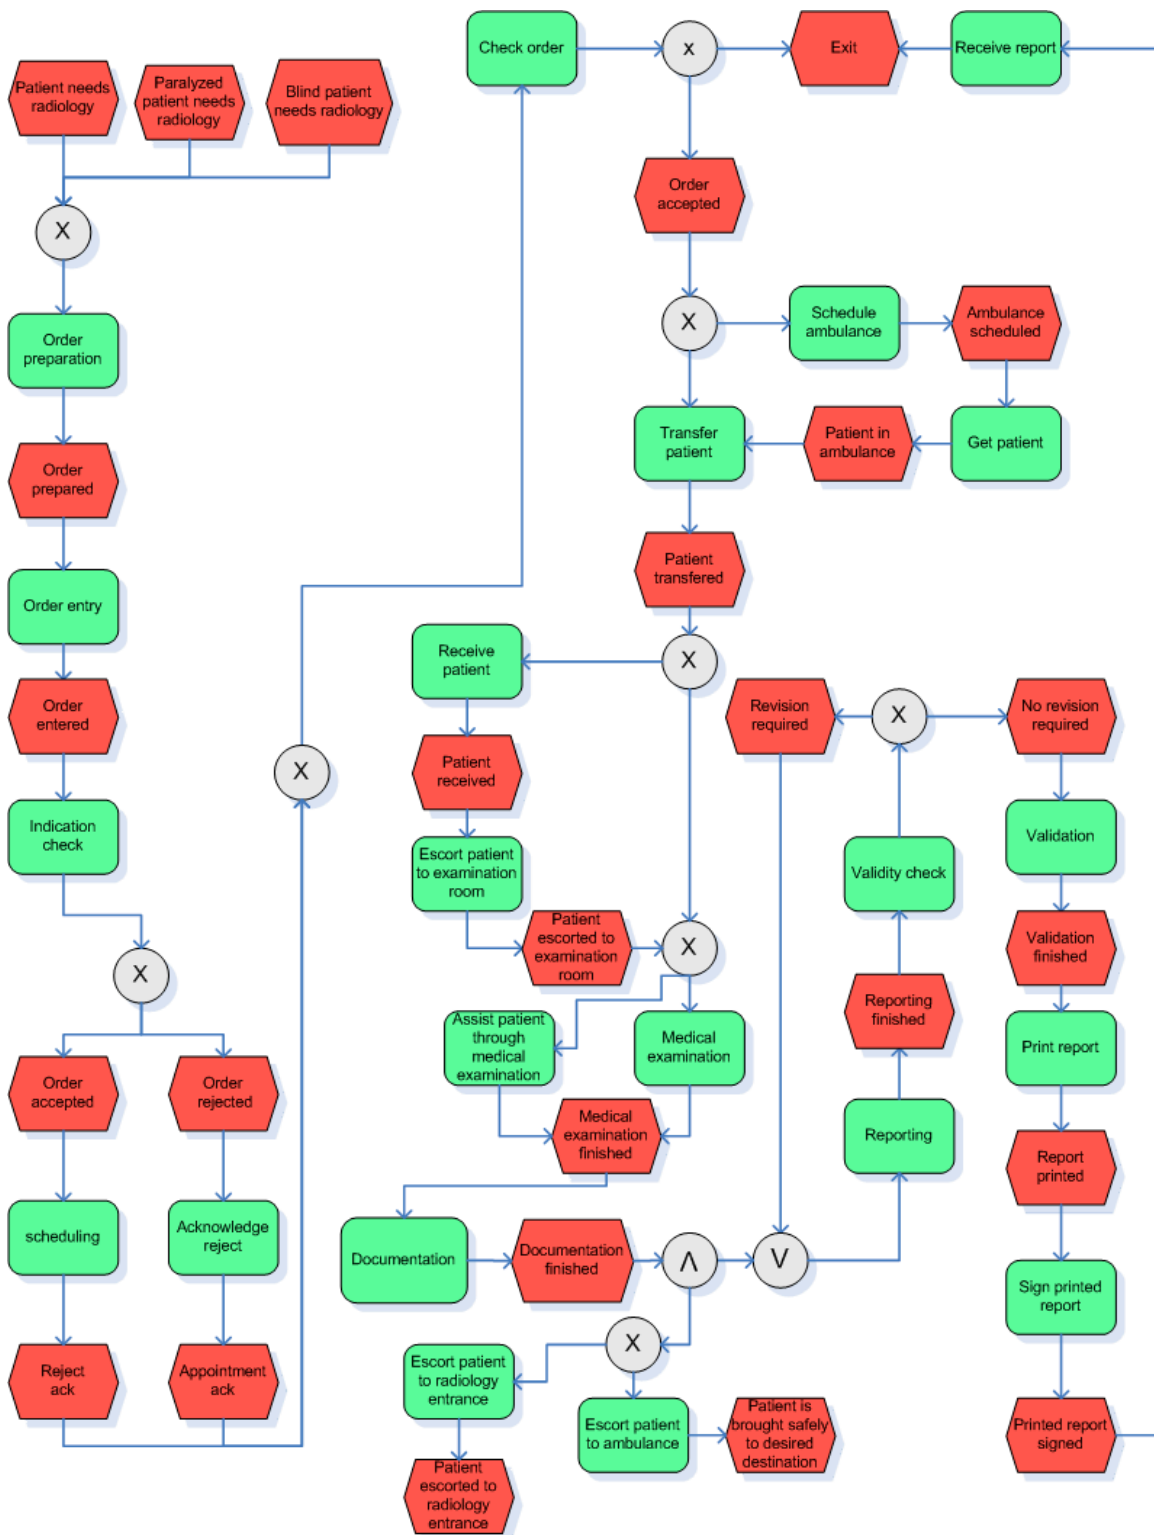 Patient needs
radiology
Paralyzed
patient needs
radiology
Blind patient
needs radiology
X
Order
preparation
Order
prepared
Order entry
Order
entered
Indication
check
X
Order
accepted
Order
rejected
scheduling
Acknowledge
reject
Reject
ack
Appointment
ack
X
Check order
x
Exit
Receive report
Order
accepted
X
Schedule
ambulance
Ambulance
scheduled
Transfer
patient
Patient in
ambulance
Get patient
Patient
transfered
X
Receive
patient
Patient
received
Escort patient
to examination
room
Patient
escorted to
examination
room
X
Assist patient
through
medical
examination
Medical
examination
Medical
examination
finished
Documentation
Documentation
finished
Λ
V
X
Escort patient
to radiology
entrance
Patient
escorted to
radiology
entrance
Escort patient
to ambulance
Patient is
brought safely
to desired
destination
Revision
required
X
No revision
required
Validity check
Reporting
finished
Reporting
Validation
Validation
finished
Print report
Report
printed
Sign printed
report
Printed report
signed